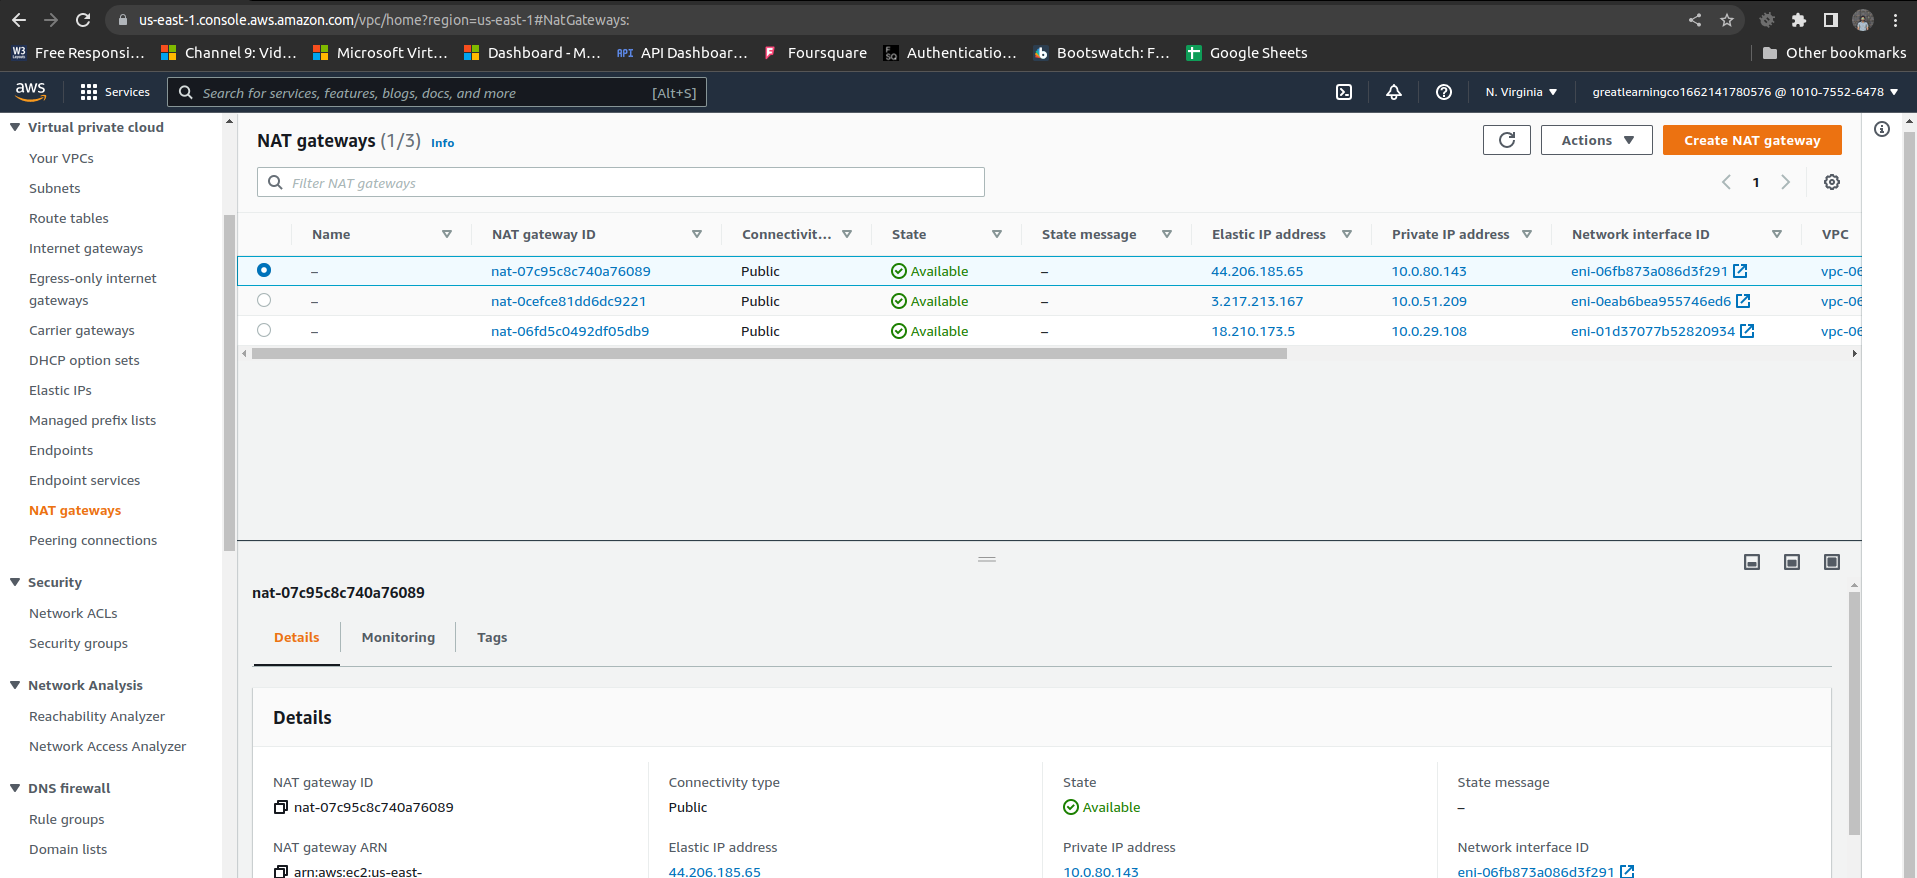 us-east-1.console.aws.amazon.com/vpc/home?region=us-east-1#NatGateways:
W3 Free Responsi... Channel 9: Vid... Microsoft Virt... Dashboard - M... API API Dashboar... Foursquare FSQ Authenticatio... Bootswatch: F... Google Sheets Other bookmarks
aws Services Search for services, features, blogs, docs, and more [Alt+S] N. Virginia greatlearningco1662141780576 @ 1010-7552-6478
Virtual private cloud
Your VPCs
Subnets
Route tables
Internet gateways
Egress-only internet
gateways
Carrier gateways
DHCP option sets
Elastic IPs
Managed prefix lists
Endpoints
Endpoint services
NAT gateways
Peering connections
Security
Network ACLs
Security groups
Network Analysis
Reachability Analyzer
Network Access Analyzer
DNS firewall
Rule groups
Domain lists
NAT gateways (1/3) Info Actions Create NAT gateway
Filter NAT gateways 1
Name NAT gateway ID Connectivit... State State message Elastic IP address Private IP address Network interface ID VPC
– nat-07c95c8c740a76089 Public Available – 44.206.185.65 10.0.80.143 eni-06fb873a086d3f291 vpc-06
– nat-0cefce81dd6dc9221 Public Available – 3.217.213.167 10.0.51.209 eni-0eab6bea955746ed6 vpc-06
– nat-06fd5c0492df05db9 Public Available – 18.210.173.5 10.0.29.108 eni-01d37077b52820934 vpc-06
nat-07c95c8c740a76089
Details Monitoring Tags
Details
NAT gateway ID Connectivity type State State message
nat-07c95c8c740a76089 Public Available –
NAT gateway ARN Elastic IP address Private IP address Network interface ID
arn:aws:ec2:us-east- 44.206.185.65 10.0.80.143 eni-06fb873a086d3f291